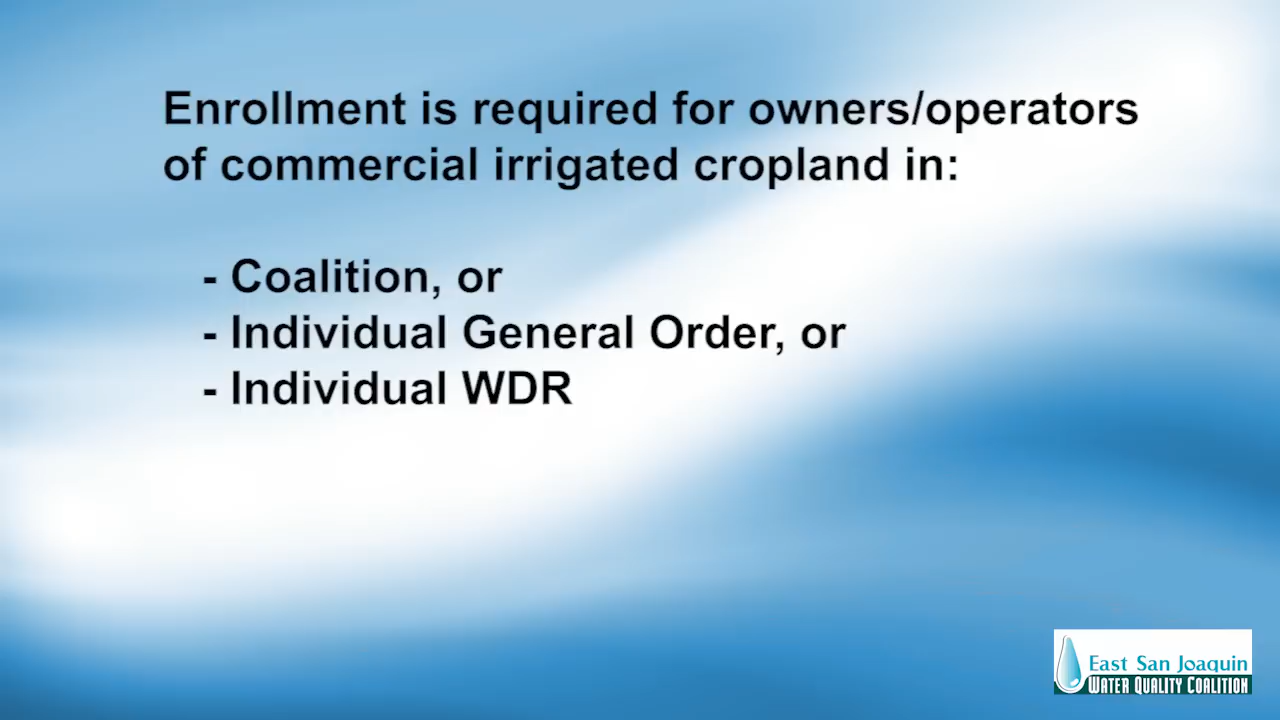 Enrollment is required for owners/operators
of commercial irrigated cropland in:
- Coalition, or
- Individual General Order, or
- Individual WDR
East San Joaquin
WATER QUALITY COALITION